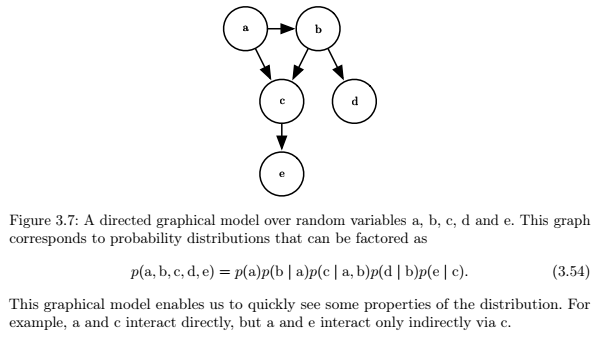 a
b
c
d
e
Figure 3.7: A directed graphical model over random variables a, b, c, d and e. This graph
corresponds to probability distributions that can be factored as
p(a, b, c, d, e) = p(a)p(b | a)p(c | a, b)p(d | b)p(e | c). (3.54)
This graphical model enables us to quickly see some properties of the distribution. For
example, a and c interact directly, but a and e interact only indirectly via c.